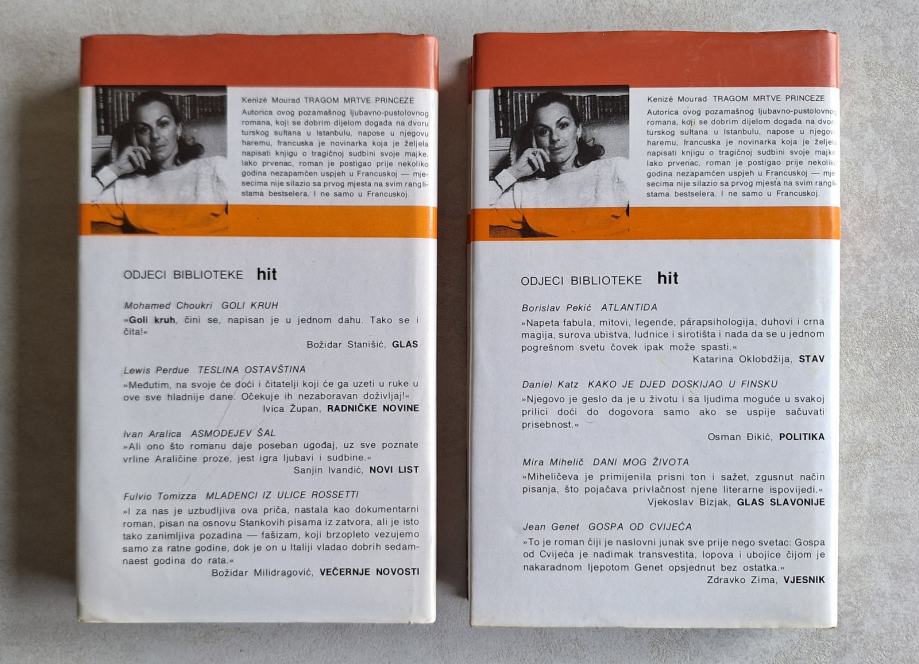 Kenizé Mourad TRAGOM MRTVE PRINCEZE
Autorica ovog pozamašnog ljubavno-pustolovnog
romana, koji se dobrim dijelom događa na dvoru
turskog sultana u Istanbulu, napose u njegovu
haremu, francuska je novinarka koja je željela
napisati knjigu o tragičnoj sudbini svoje majke.
Iako prvenac, roman je postigao prije nekoliko
godina nezapamćen uspjeh u Francuskoj — mje-
secima nije silazio sa prvog mjesta na svim rang-li-
stama bestselera. I ne samo u Francuskoj.
ODJECI BIBLIOTEKE hit
Mohamed Choukri GOLI KRUH
»Goli kruh, čini se, napisan je u jednom dahu. Tako se i
čita!«
Božidar Stanišić, GLAS
Lewis Perdue TESLINA OSTAVŠTINA
»Međutim, na svoje će doći i čitatelji koji će ga uzeti u ruke u
ove sve hladnije dane. Očekuje ih nezaboravan doživljaj!«
Ivica Župan, RADNIČKE NOVINE
Ivan Aralica ASMODEJEV ŠAL
»Ali ono što romanu daje poseban ugođaj, uz sve poznate
vrline Araličine proze, jest igra ljubavi i sudbine.«
Sanjin Ivandić, NOVI LIST
Fulvio Tomizza MLADENCI IZ ULICE ROSSETTI
»I za nas je uzbudljiva ova priča, nastala kao dokumentarni
roman, pisan na osnovu Stankovih pisama iz zatvora, ali je isto
tako zanimljiva pozadina — fašizam, koji brzopleto vezujemo
samo za ratne godine, dok je on u Italiji vladao dobrih sedam-
naest godina do rata.«
Božidar Milidragović, VEČERNJE NOVOSTI
Kenizé Mourad TRAGOM MRTVE PRINCEZE
Autorica ovog pozamašnog ljubavno-pustolovnog
romana, koji se dobrim dijelom događa na dvoru
turskog sultana u Istanbulu, napose u njegovu
haremu, francuska je novinarka koja je željela
napisati knjigu o tragičnoj sudbini svoje majke.
Iako prvenac, roman je postigao prije nekoliko
godina nezapamćen uspjeh u Francuskoj — mje-
secima nije silazio sa prvog mjesta na svim rang-li-
stama bestselera. I ne samo u Francuskoj.
ODJECI BIBLIOTEKE hit
Borislav Pekić ATLANTIDA
»Napeta fabula, mitovi, legende, párapsihologija, duhovi i crna
magija, surova ubistva, ludnice i sirotišta i nada da se u jednom
pogrešnom svetu čovek ipak može spasti.«
Katarina Oklobdžija, STAV
Daniel Katz KAKO JE DJED DOSKIJAO U FINSKU
»Njegovo je geslo da je u životu i sa ljudima moguće u svakoj
prilici doći do dogovora samo ako se uspije sačuvati
prisebnost.«
Osman Đikić, POLITIKA
Mira Mihelič DANI MOG ŽIVOTA
»Miheličeva je primijenila prisni ton i sažet, zgusnut način
pisanja, što pojačava privlačnost njene literarne ispovijedi.«
Vjekoslav Bizjak, GLAS SLAVONIJE
Jean Genet GOSPA OD CVIJEĆA
»To je roman čiji je naslovni junak sve prije nego svetac: Gospa
od Cvijeća je nadimak transvestita, lopova i ubojice čijom je
nakaradnom ljepotom Genet opsjednut bez ostatka.«
Zdravko Zima, VJESNIK